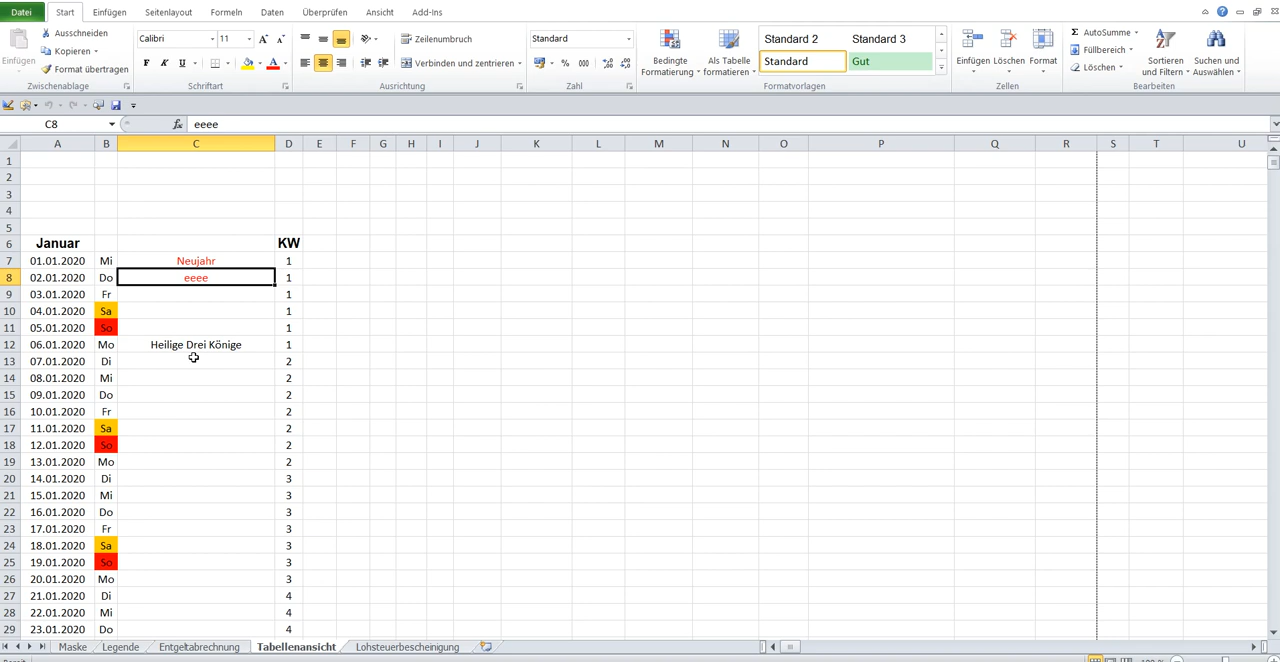 Datei Start Einfügen Seitenlayout Formeln Daten Überprüfen Ansicht Add-Ins
Einfügen
Ausschneiden
Kopieren
Format übertragen
Zwischenablage
Calibri 11
F K U
Schriftart
Zeilenumbruch
Verbinden und zentrieren
Ausrichtung
Standard
% 000
Zahl
Bedingte Formatierung
Als Tabelle formatieren
Standard 2 Standard 3
Standard Gut
Formatvorlagen
Einfügen Löschen Format
Zellen
Σ AutoSumme
Füllbereich
Löschen
Sortieren und Filtern
Suchen und Auswählen
Bearbeiten
C8 fx eeee
A B C D E F G H I J K L M N O P Q R S T U
1
2
3
4
5
6 Januar KW
7 01.01.2020 Mi Neujahr 1
8 02.01.2020 Do eeee 1
9 03.01.2020 Fr 1
10 04.01.2020 Sa 1
11 05.01.2020 So 1
12 06.01.2020 Mo Heilige Drei Könige 1
13 07.01.2020 Di 2
14 08.01.2020 Mi 2
15 09.01.2020 Do 2
16 10.01.2020 Fr 2
17 11.01.2020 Sa 2
18 12.01.2020 So 2
19 13.01.2020 Mo 2
20 14.01.2020 Di 3
21 15.01.2020 Mi 3
22 16.01.2020 Do 3
23 17.01.2020 Fr 3
24 18.01.2020 Sa 3
25 19.01.2020 So 3
26 20.01.2020 Mo 3
27 21.01.2020 Di 4
28 22.01.2020 Mi 4
29 23.01.2020 Do 4
Maske Legende Entgeltabrechnung Tabellenansicht Lohsteuerbescheinigung